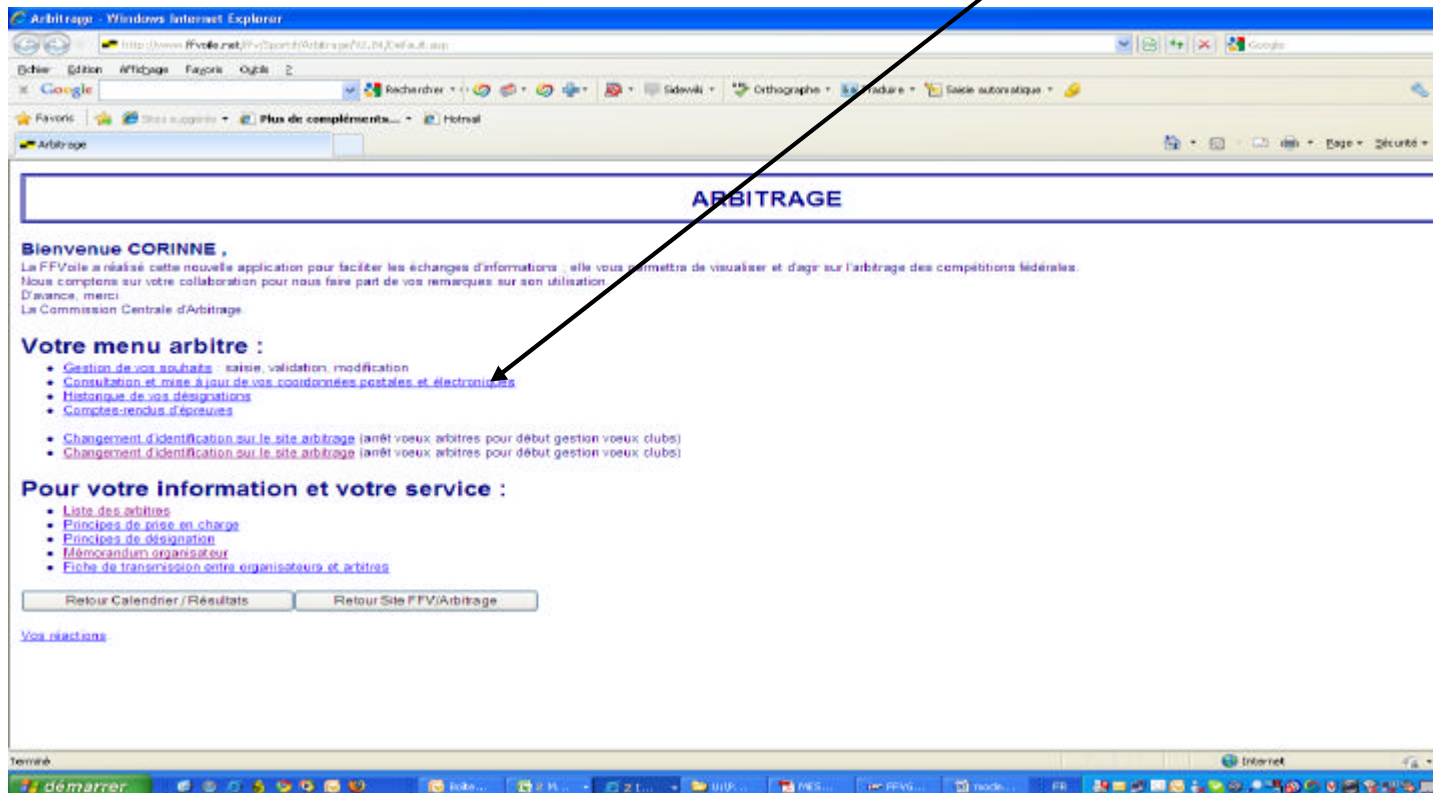 Arbitrage - Windows Internet Explorer
Google
Edition Affichage Favoris Outils ?
Google Rechercher Sidewiki Orthographe Traduire Saisie automatique
Favoris Plus de compléments... Hotmail
Arbitrage Page Sécurité
ARBITRAGE
Bienvenue CORINNE ,
La FFVoile a réalisé cette nouvelle application pour faciliter les échanges d'informations ; elle vous permettra de visualiser et d'agir sur l'arbitrage des compétitions fédérales.
Nous comptons sur votre collaboration pour nous faire part de vos remarques sur son utilisation.
D'avance, merci.
La Commission Centrale d'Arbitrage.
Votre menu arbitre :
Gestion de vos souhaits : saisie, validation, modification
Consultation et mise à jour de vos coordonnées postales et électroniques
Historique de vos désignations
Comptes-rendus d'épreuves
Changement d'identification sur le site arbitrage (arrêt voeux arbitres pour début gestion voeux clubs)
Changement d'identification sur le site arbitrage (arrêt voeux arbitres pour début gestion voeux clubs)
Pour votre information et votre service :
Liste des arbitres
Principes de prise en charge
Principes de désignation
Mémorandum organisateur
Fiche de transmission entre organisateurs et arbitres
Retour Calendrier / Résultats Retour Site FFV/Arbitrage
Vos réactions
Terminé Internet
démarrer FR